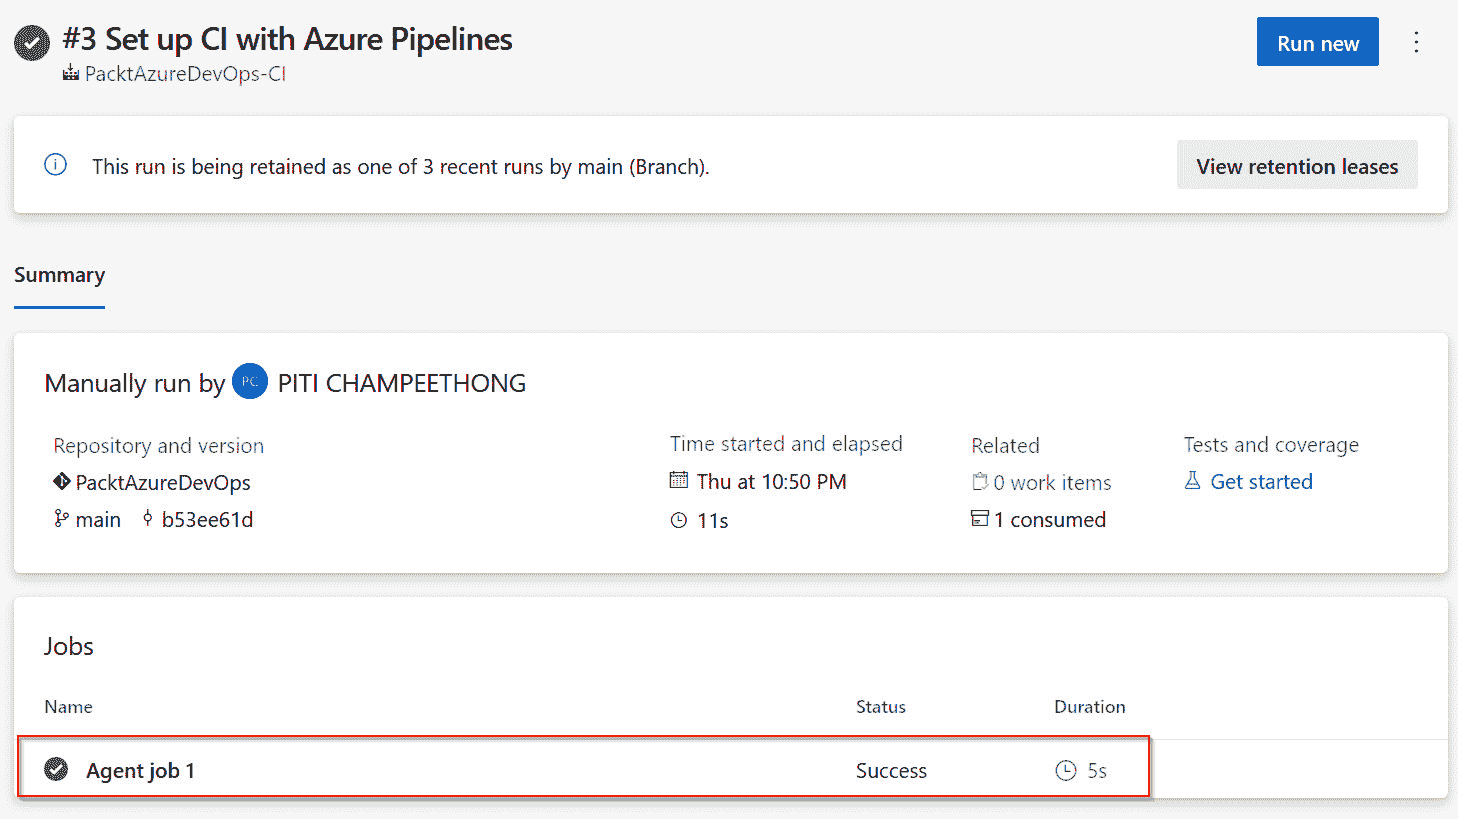 #3 Set up CI with Azure Pipelines
PacktAzureDevOps-CI
Run new
This run is being retained as one of 3 recent runs by main (Branch).
View retention leases
Summary
Manually run by PC PITI CHAMPEETHONG
Repository and version
PacktAzureDevOps
main b53ee61d
Time started and elapsed
Thu at 10:50 PM
11s
Related
0 work items
1 consumed
Tests and coverage
Get started
Jobs
Name Status Duration
Agent job 1 Success 5s